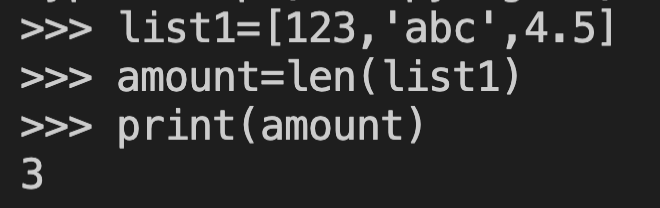 >>> list1=[123,'abc',4.5]
>>> amount=len(list1)
>>> print(amount)
3